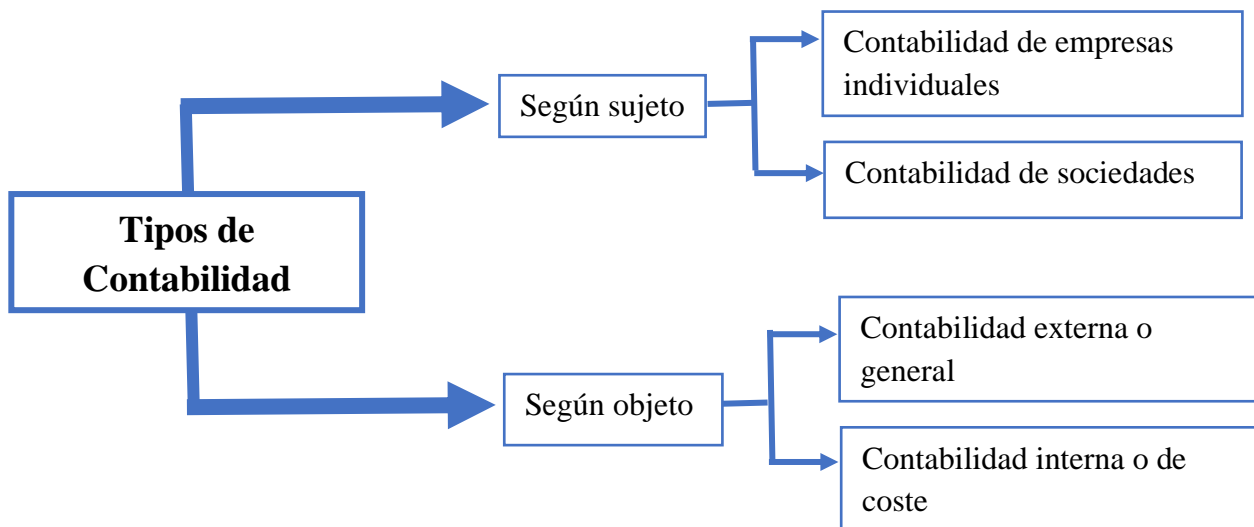 Tipos de
Contabilidad
Según sujeto
Contabilidad de empresas
individuales
Contabilidad de sociedades
Según objeto
Contabilidad externa o
general
Contabilidad interna o de
coste